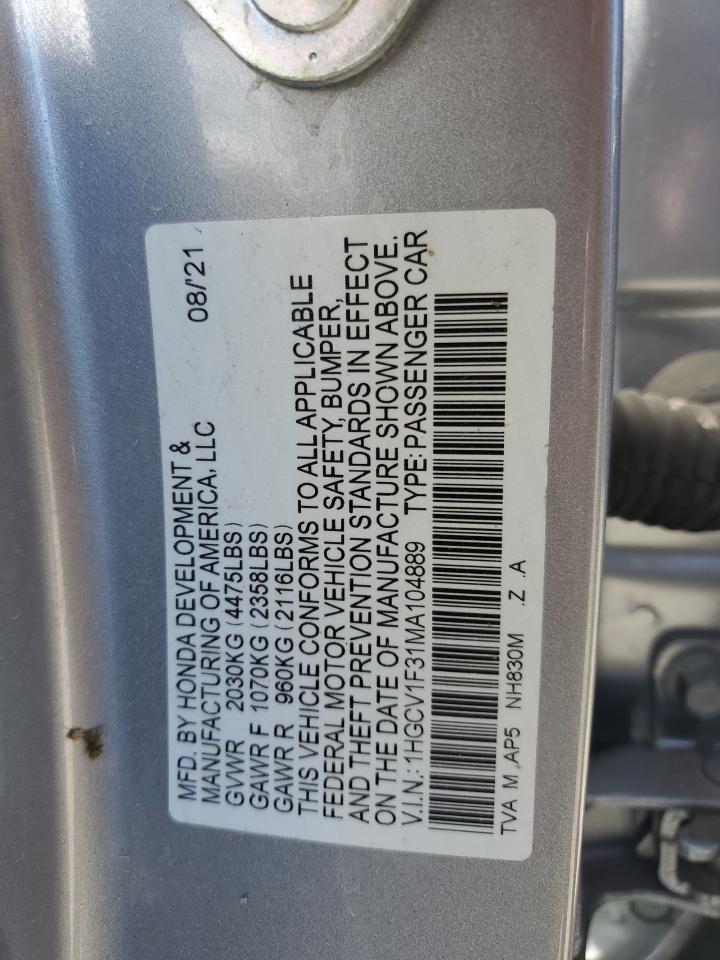 MFD. BY HONDA DEVELOPMENT &
MANUFACTURING OF AMERICA, LLC 08/'21
GVWR 2030KG (4475LBS)
GAWR F 1070KG (2358LBS)
GAWR R 960KG (2116LBS)
THIS VEHICLE CONFORMS TO ALL APPLICABLE
FEDERAL MOTOR VEHICLE SAFETY, BUMPER,
AND THEFT PREVENTION STANDARDS IN EFFECT
ON THE DATE OF MANUFACTURE SHOWN ABOVE.
V.I.N.: 1HGCV1F31MA104889 TYPE: PASSENGER CAR
TVA M ,AP5 NH830M .Z .A